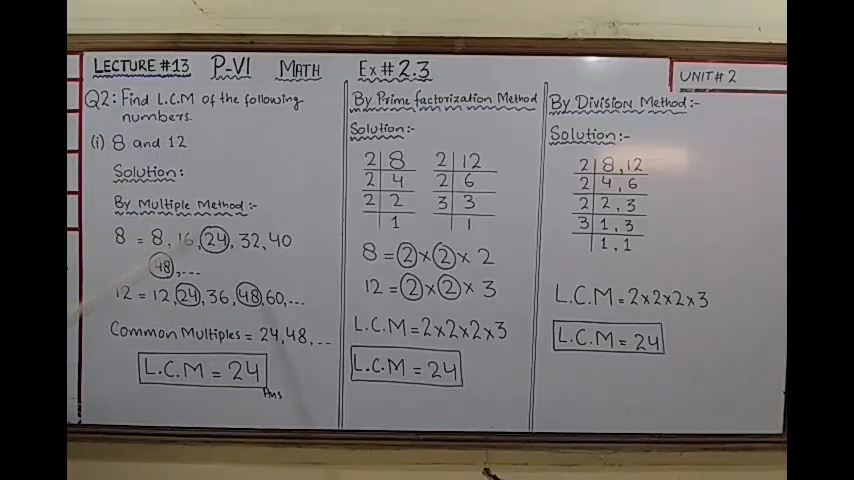 LECTURE #13 P-VI MATH Ex # 2.3 UNIT # 2
Q2: Find L.C.M of the following
numbers.
(i) 8 and 12
Solution:
By Multiple Method:-
8 = 8, 16, 24, 32, 40
48, ...
12 = 12, 24, 36, 48, 60, ...
Common Multiples = 24, 48, ...
L.C.M = 24
Ans
By Prime factorization Method
Solution:-
2 | 8 2 | 12
2 | 4 2 | 6
2 | 2 3 | 3
| 1 | 1
8 = 2 × 2 × 2
12 = 2 × 2 × 3
L.C.M = 2×2×2×3
L.C.M = 24
By Division Method:-
Solution:-
2 | 8, 12
2 | 4, 6
2 | 2, 3
3 | 1, 3
| 1, 1
L.C.M = 2×2×2×3
L.C.M = 24